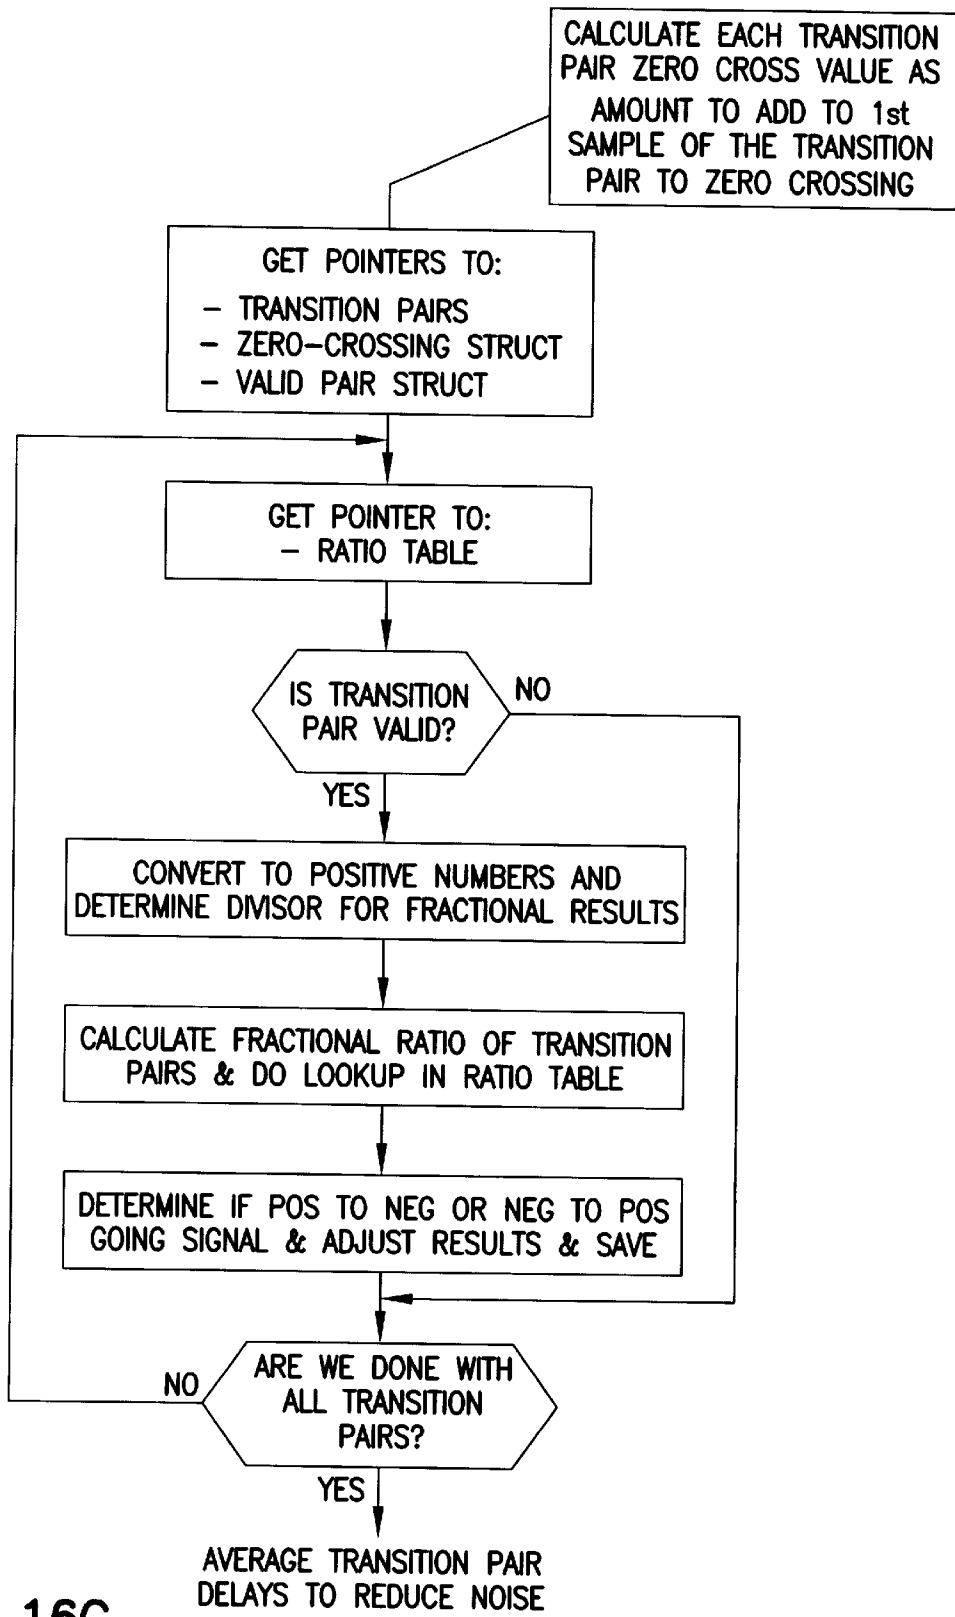 CALCULATE EACH TRANSITION
PAIR ZERO CROSS VALUE AS
AMOUNT TO ADD TO 1st
SAMPLE OF THE TRANSITION
PAIR TO ZERO CROSSING
GET POINTERS TO:
– TRANSITION PAIRS
– ZERO–CROSSING STRUCT
– VALID PAIR STRUCT
GET POINTER TO:
– RATIO TABLE
IS TRANSITION
PAIR VALID?
NO
YES
CONVERT TO POSITIVE NUMBERS AND
DETERMINE DIVISOR FOR FRACTIONAL RESULTS
CALCULATE FRACTIONAL RATIO OF TRANSITION
PAIRS & DO LOOKUP IN RATIO TABLE
DETERMINE IF POS TO NEG OR NEG TO POS
GOING SIGNAL & ADJUST RESULTS & SAVE
ARE WE DONE WITH
ALL TRANSITION
PAIRS?
NO
YES
AVERAGE TRANSITION PAIR
DELAYS TO REDUCE NOISE
16C